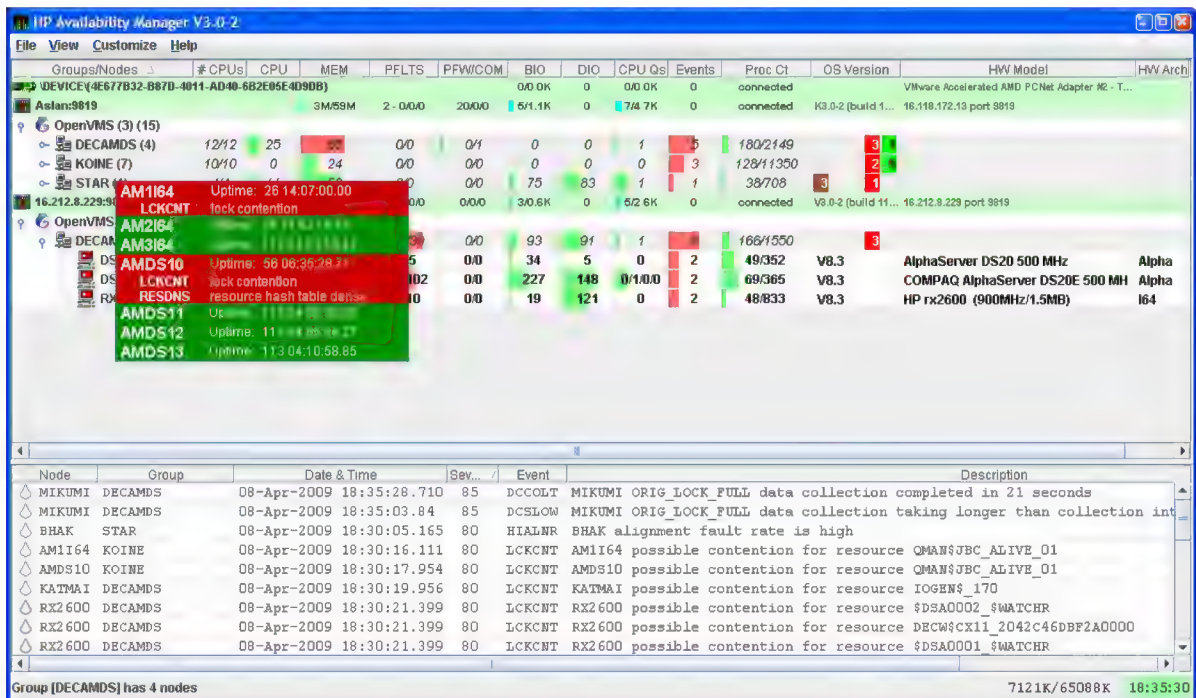 HP Availability Manager V3.0-2
File View Customize Help
Groups/Nodes # CPUs CPU MEM PFLTS PFW/COM BIO DIO CPU Qs Events Proc Ct OS Version HW Model HW Arch
\DEVICE\{4E677B32-B87D-4011-AD40-6B2E05E4D9DB} 0/0.0K 0 0/0.0K 0 connected VMware Accelerated AMD PCNet Adapter #2 - T...
Aslan:9819 3M/59M 2 - 0/0/0 20/0/0 5/1.1K 0 7/4.7K 0 connected K3.0-2 (build 1... 16.118.172.13 port 9819
OpenVMS (3) (15)
DECAMDS (4) 12/12 25 0/0 0/1 0 0 1 5 180/2149 3
KOINE (7) 10/10 0 24 0/0 0/0 0 0 0 3 128/11350 2
STAR 0/0 75 83 1 1 38/708 3 1
16.212.8.229:98 0/0/0 3/0.6K 0 5/2.6K 0 connected V3.0-2 (build 11... 16.212.8.229 port 9819
OpenVMS
DECAM 0/0 93 91 1 166/1550 3
DS 5 0/0 34 5 0 2 49/352 V8.3 AlphaServer DS20 500 MHz Alpha
DS 102 0/0 227 148 0/1/0/0 2 69/365 V8.3 COMPAQ AlphaServer DS20E 500 MH Alpha
RX 10 0/0 19 121 0 2 48/833 V8.3 HP rx2600 (900MHz/1.5MB) I64
AM1I64 Uptime: 26 14:07:00.00
LCKCNT lock contention
AM2I64
AM3I64
AMDS10 Uptime: 56 06:35:28.71
LCKCNT lock contention
RESDNS resource hash table dense
AMDS11
AMDS12 Uptime: 11
AMDS13 Uptime: 113 04:10:58.85
Node Group Date & Time Sev... Event Description
MIKUMI DECAMDS 08-Apr-2009 18:35:28.710 85 DCCOLT MIKUMI ORIG_LOCK_FULL data collection completed in 21 seconds
MIKUMI DECAMDS 08-Apr-2009 18:35:03.84 85 DCSLOW MIKUMI ORIG_LOCK_FULL data collection taking longer than collection int
BHAK STAR 08-Apr-2009 18:30:05.165 80 HIALNR BHAK alignment fault rate is high
AM1I64 KOINE 08-Apr-2009 18:30:16.111 80 LCKCNT AM1I64 possible contention for resource QMAN$JBC_ALIVE_01
AMDS10 KOINE 08-Apr-2009 18:30:17.954 80 LCKCNT AMDS10 possible contention for resource QMAN$JBC_ALIVE_01
KATMAI DECAMDS 08-Apr-2009 18:30:19.956 80 LCKCNT KATMAI possible contention for resource IOGEN$_170
RX2600 DECAMDS 08-Apr-2009 18:30:21.399 80 LCKCNT RX2600 possible contention for resource $DSA0002_$WATCHR
RX2600 DECAMDS 08-Apr-2009 18:30:21.399 80 LCKCNT RX2600 possible contention for resource DECW$CX11_2042C46DBF2A0000
RX2600 DECAMDS 08-Apr-2009 18:30:21.399 80 LCKCNT RX2600 possible contention for resource $DSA0001_$WATCHR
Group [DECAMDS] has 4 nodes 7121K/65088K 18:35:30